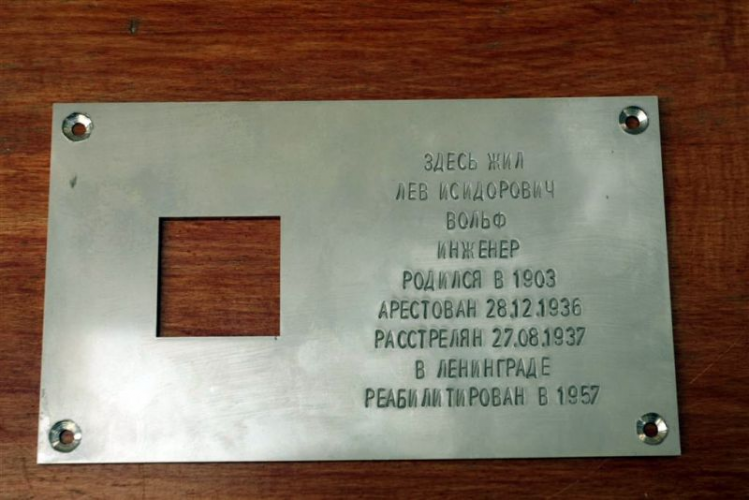 ЗДЕСЬ ЖИЛ
ЛЕВ ИСИДОРОВИЧ
ВОЛЬФ
ИНЖЕНЕР
РОДИЛСЯ В 1903
АРЕСТОВАН 28.12.1936
РАССТРЕЛЯН 27.08.1937
В ЛЕНИНГРАДЕ
РЕАБИЛИТИРОВАН В 1957